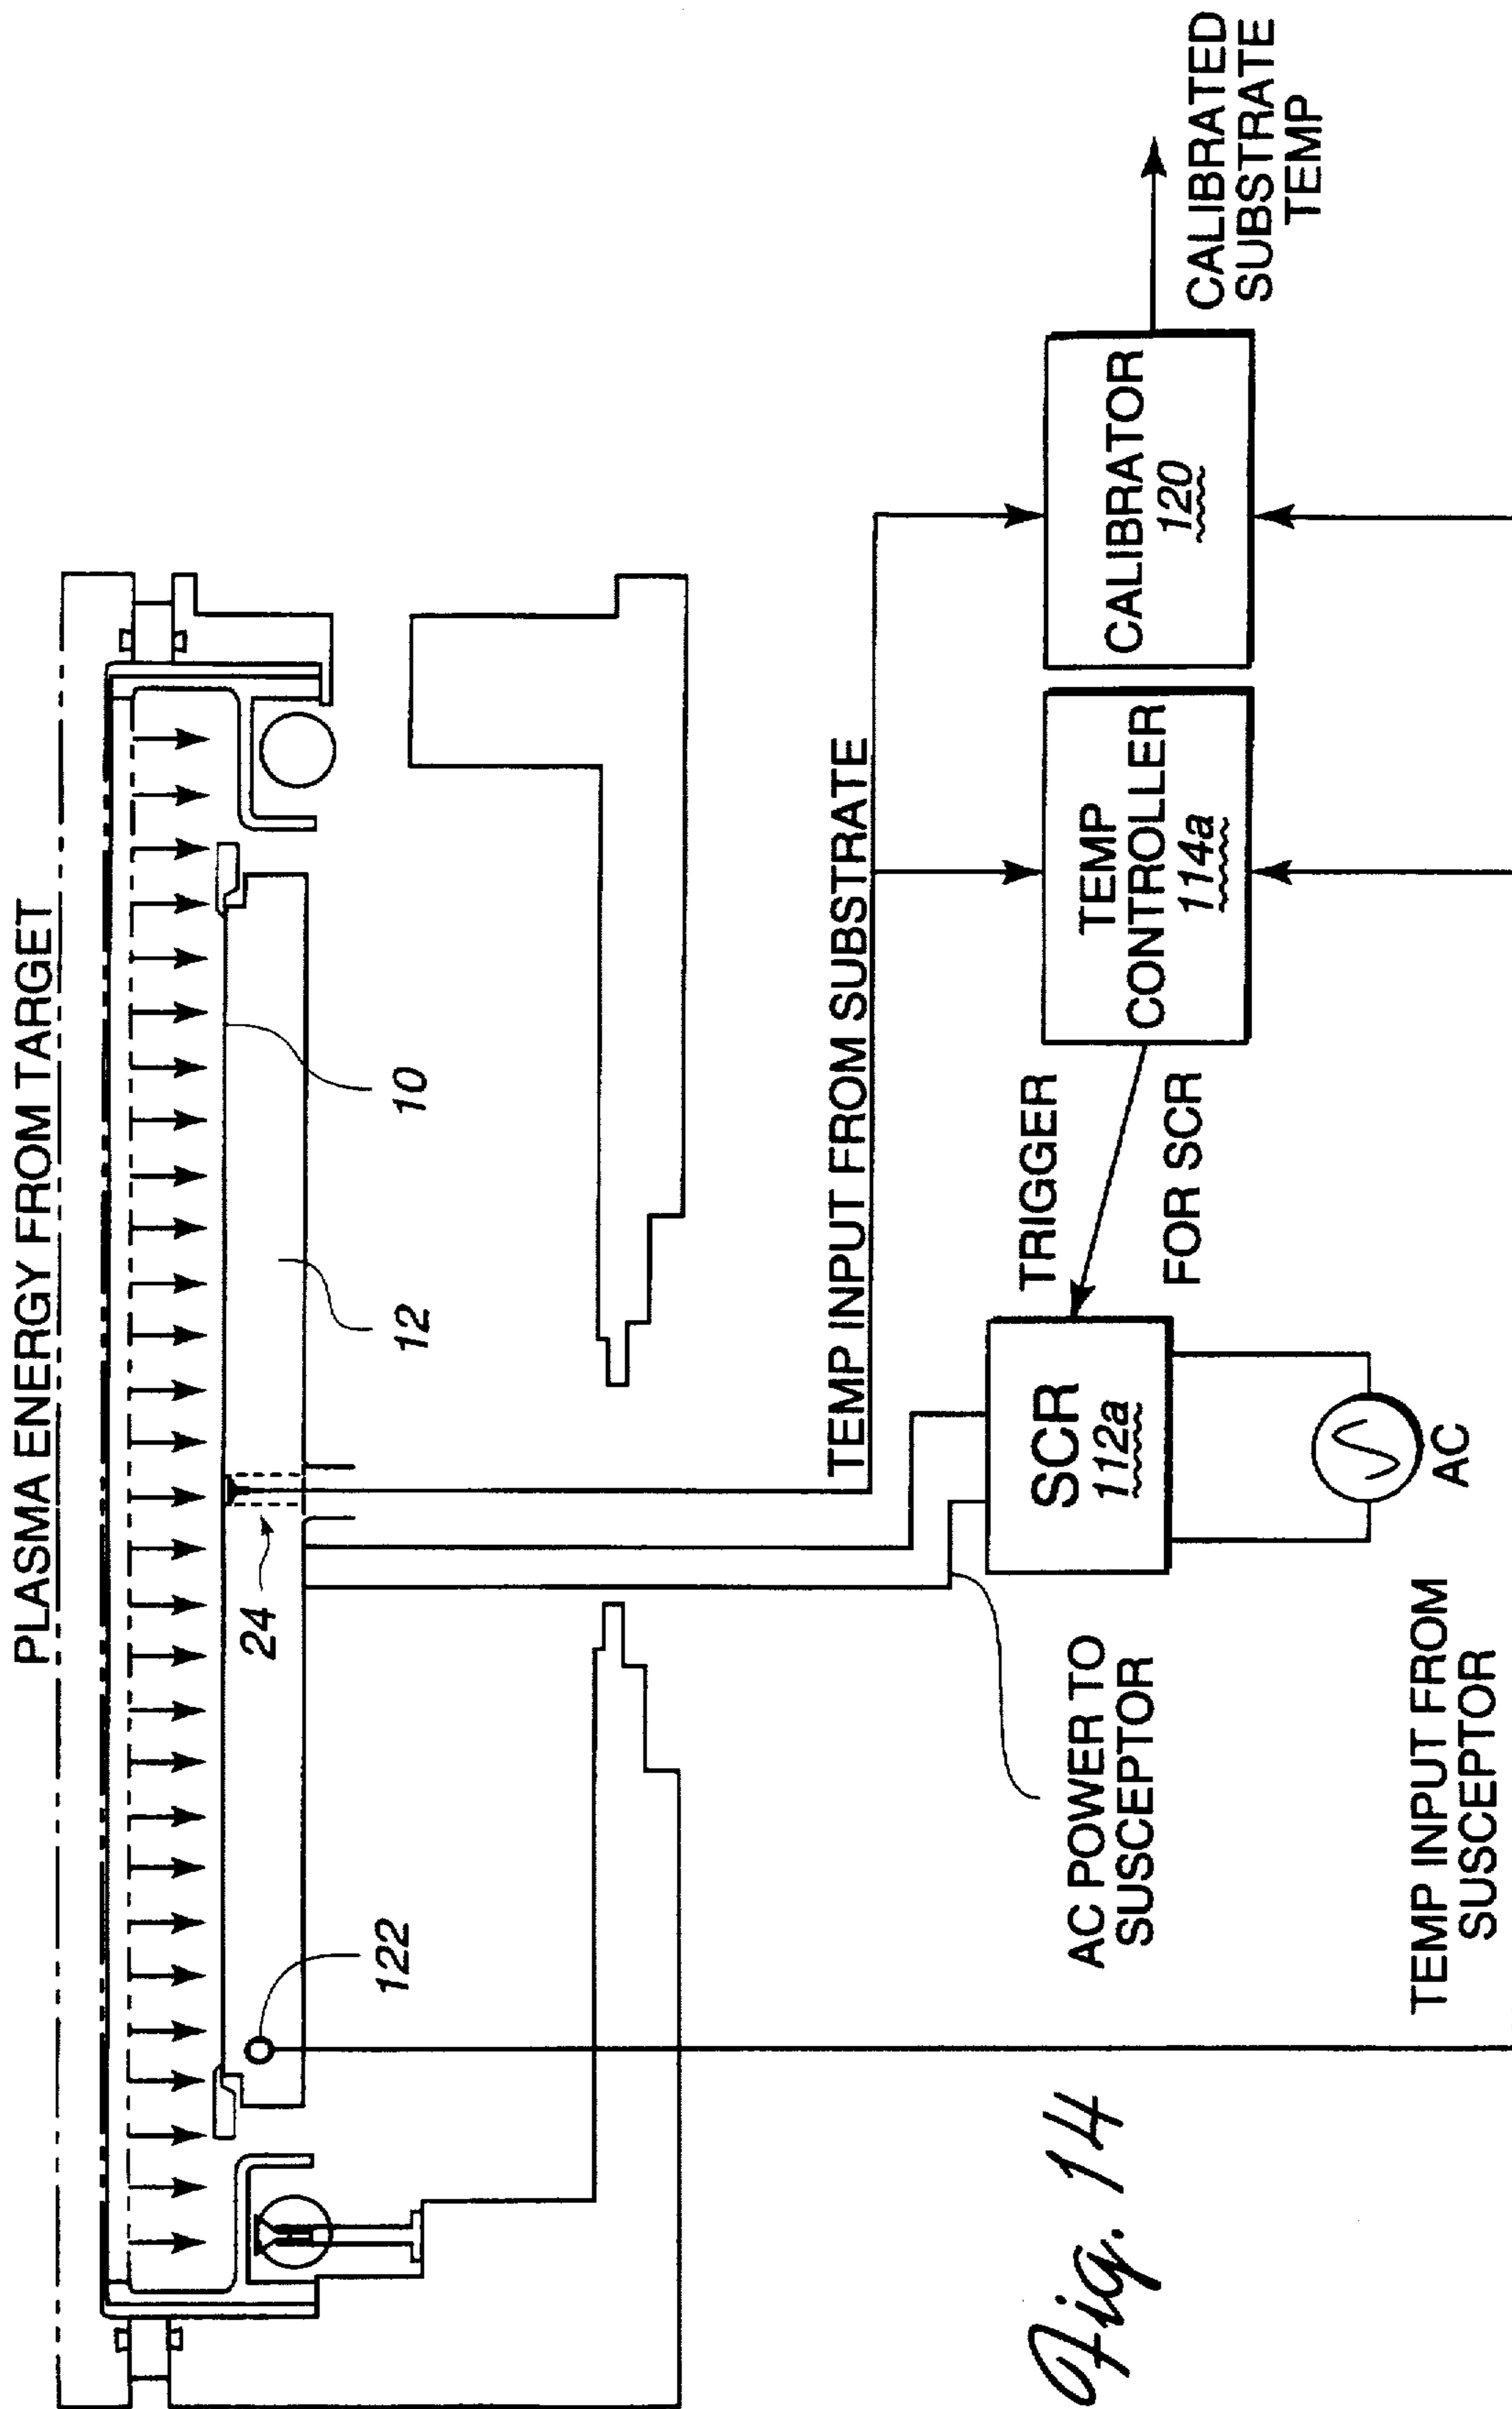 PLASMA ENERGY FROM TARGET
10
12
24
122
TEMP INPUT FROM SUBSTRATE
TRIGGER
FOR SCR
SCR
112a
AC
AC POWER TO
SUSCEPTOR
TEMP
CONTROLLER
114a
CALIBRATOR
120
CALIBRATED
SUBSTRATE
TEMP
TEMP INPUT FROM
SUSCEPTOR
Fig. 14